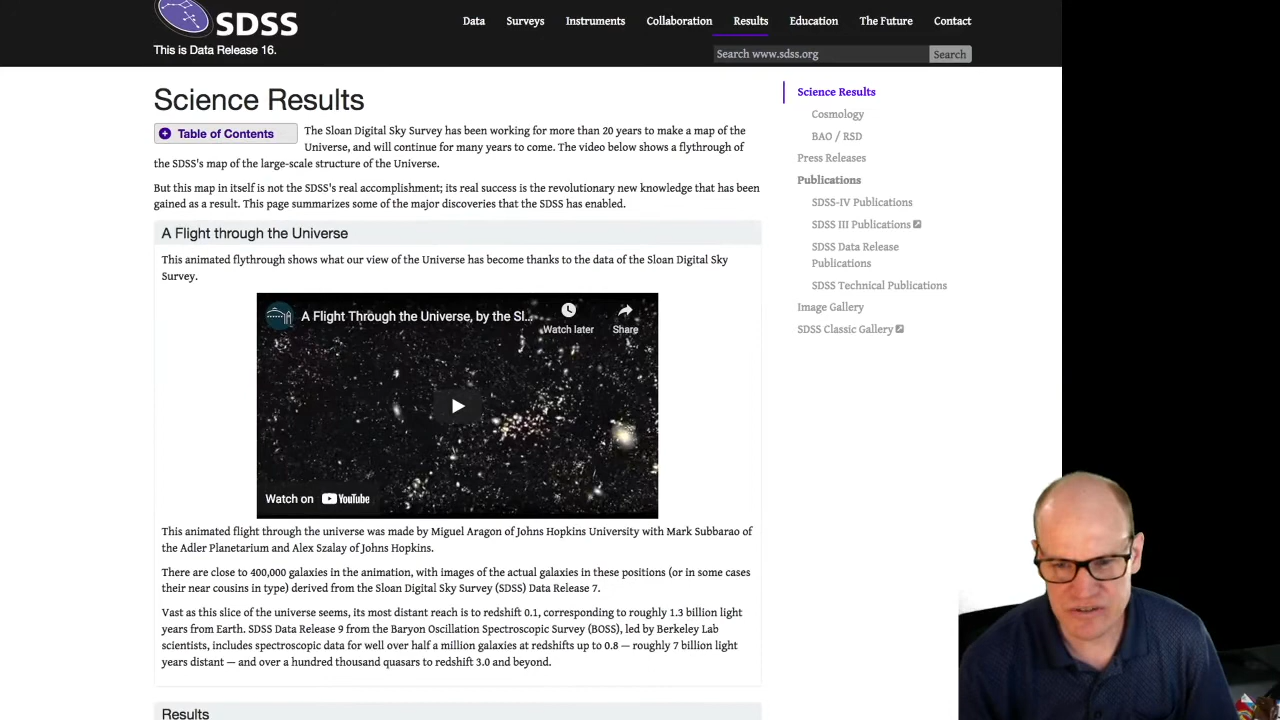 SDSS
This is Data Release 16.
Data Surveys Instruments Collaboration Results Education The Future Contact
Search www.sdss.org Search
Science Results
Table of Contents
The Sloan Digital Sky Survey has been working for more than 20 years to make a map of the
Universe, and will continue for many years to come. The video below shows a flythrough of
the SDSS's map of the large-scale structure of the Universe.
But this map in itself is not the SDSS's real accomplishment; its real success is the revolutionary new knowledge that has been
gained as a result. This page summarizes some of the major discoveries that the SDSS has enabled.
A Flight through the Universe
This animated flythrough shows what our view of the Universe has become thanks to the data of the Sloan Digital Sky
Survey.
A Flight Through the Universe, by the Sl...
Watch later
Share
Watch on YouTube
This animated flight through the universe was made by Miguel Aragon of Johns Hopkins University with Mark Subbarao of
the Adler Planetarium and Alex Szalay of Johns Hopkins.
There are close to 400,000 galaxies in the animation, with images of the actual galaxies in these positions (or in some cases
their near cousins in type) derived from the Sloan Digital Sky Survey (SDSS) Data Release 7.
Vast as this slice of the universe seems, its most distant reach is to redshift 0.1, corresponding to roughly 1.3 billion light
years from Earth. SDSS Data Release 9 from the Baryon Oscillation Spectroscopic Survey (BOSS), led by Berkeley Lab
scientists, includes spectroscopic data for well over half a million galaxies at redshifts up to 0.8 — roughly 7 billion light
years distant — and over a hundred thousand quasars to redshift 3.0 and beyond.
Results
Science Results
Cosmology
BAO / RSD
Press Releases
Publications
SDSS-IV Publications
SDSS III Publications
SDSS Data Release
Publications
SDSS Technical Publications
Image Gallery
SDSS Classic Gallery